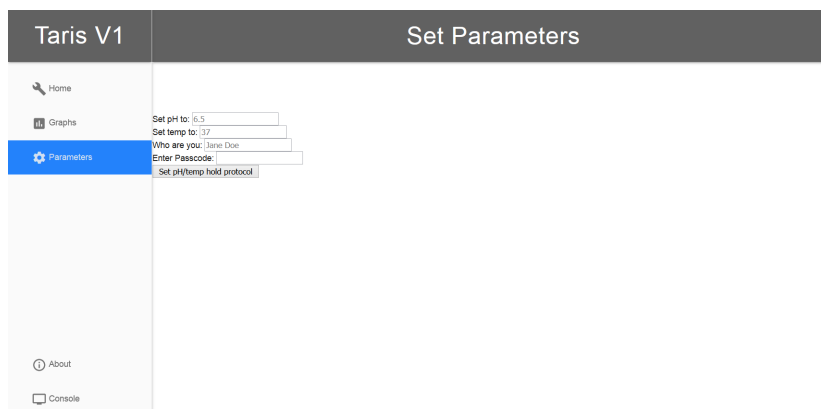 Taris V1
Set Parameters
Home
Graphs
Parameters
About
Console
Set pH to: 6.5
Set temp to: 37
Who are you: Jane Doe
Enter Passcode:
Set pH/temp hold protocol